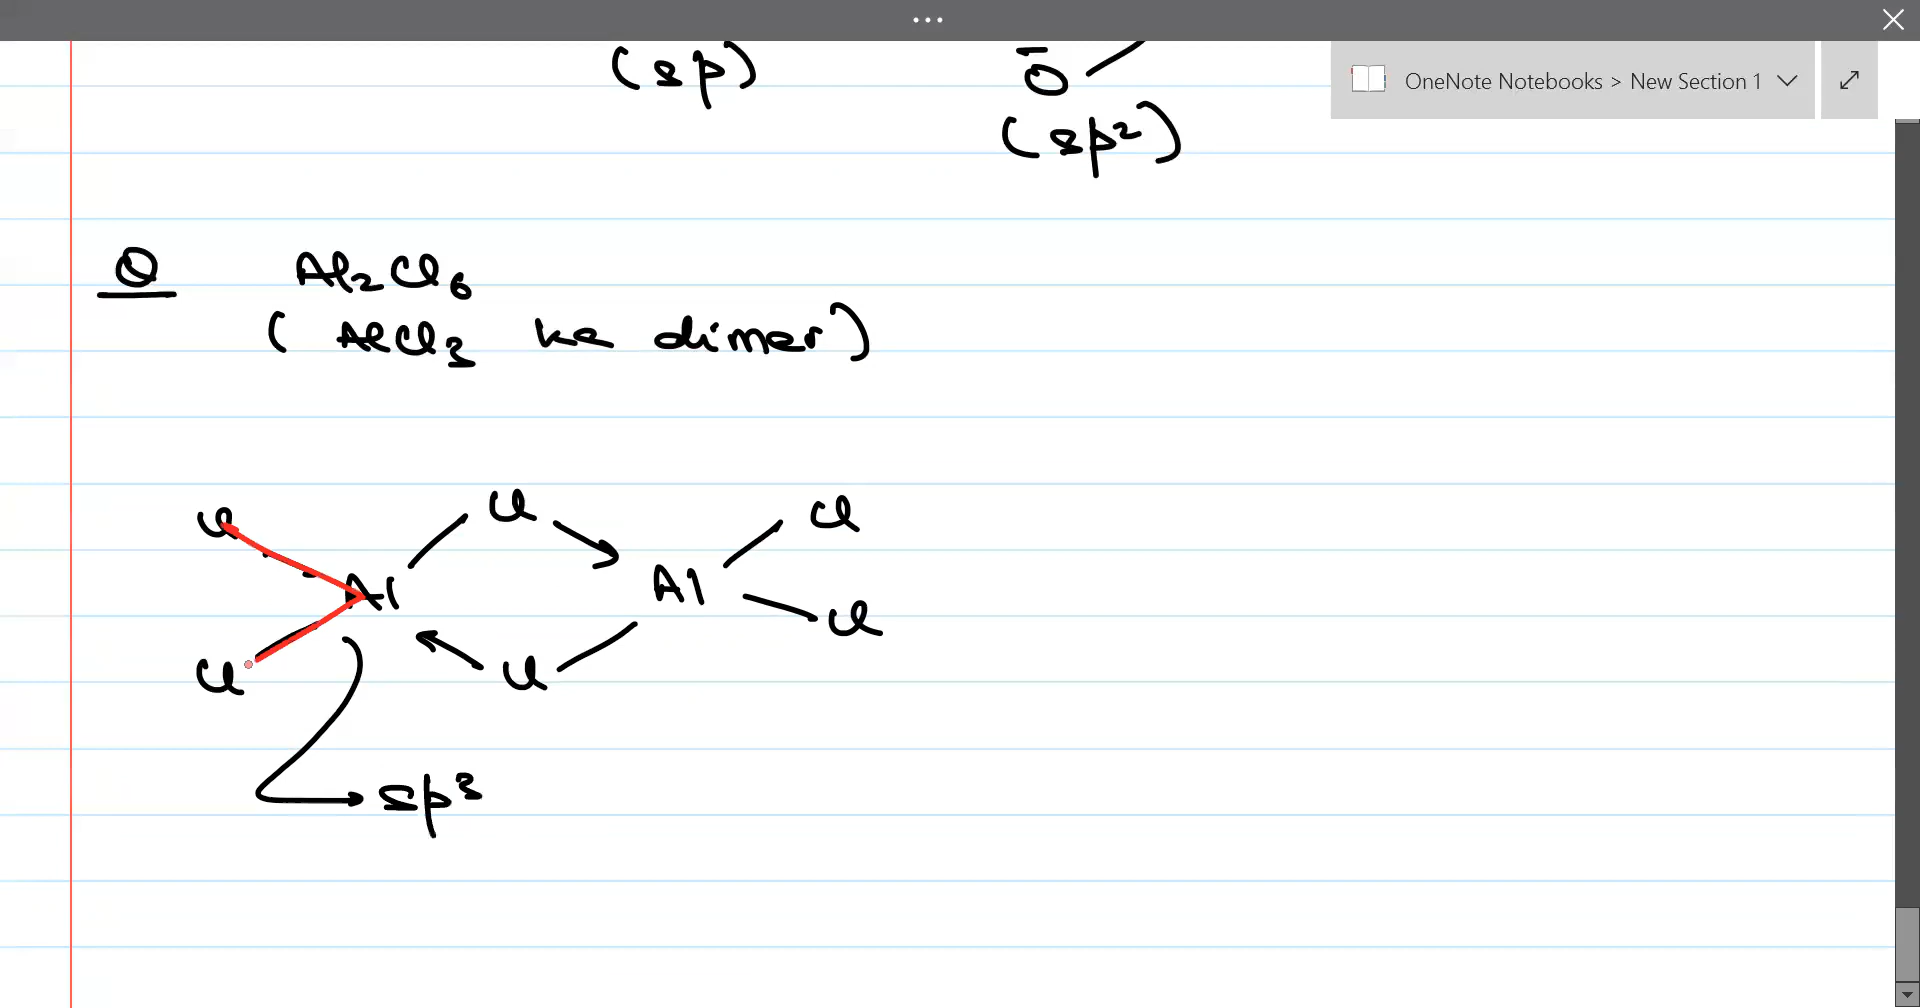 ...
OneNote Notebooks > New Section 1
(sp)
Ō
(sp²)
Q Al₂Cl₆
(AlCl₃ ka dimer)
Cl Cl Cl
Al Al
Cl Cl Cl
sp³